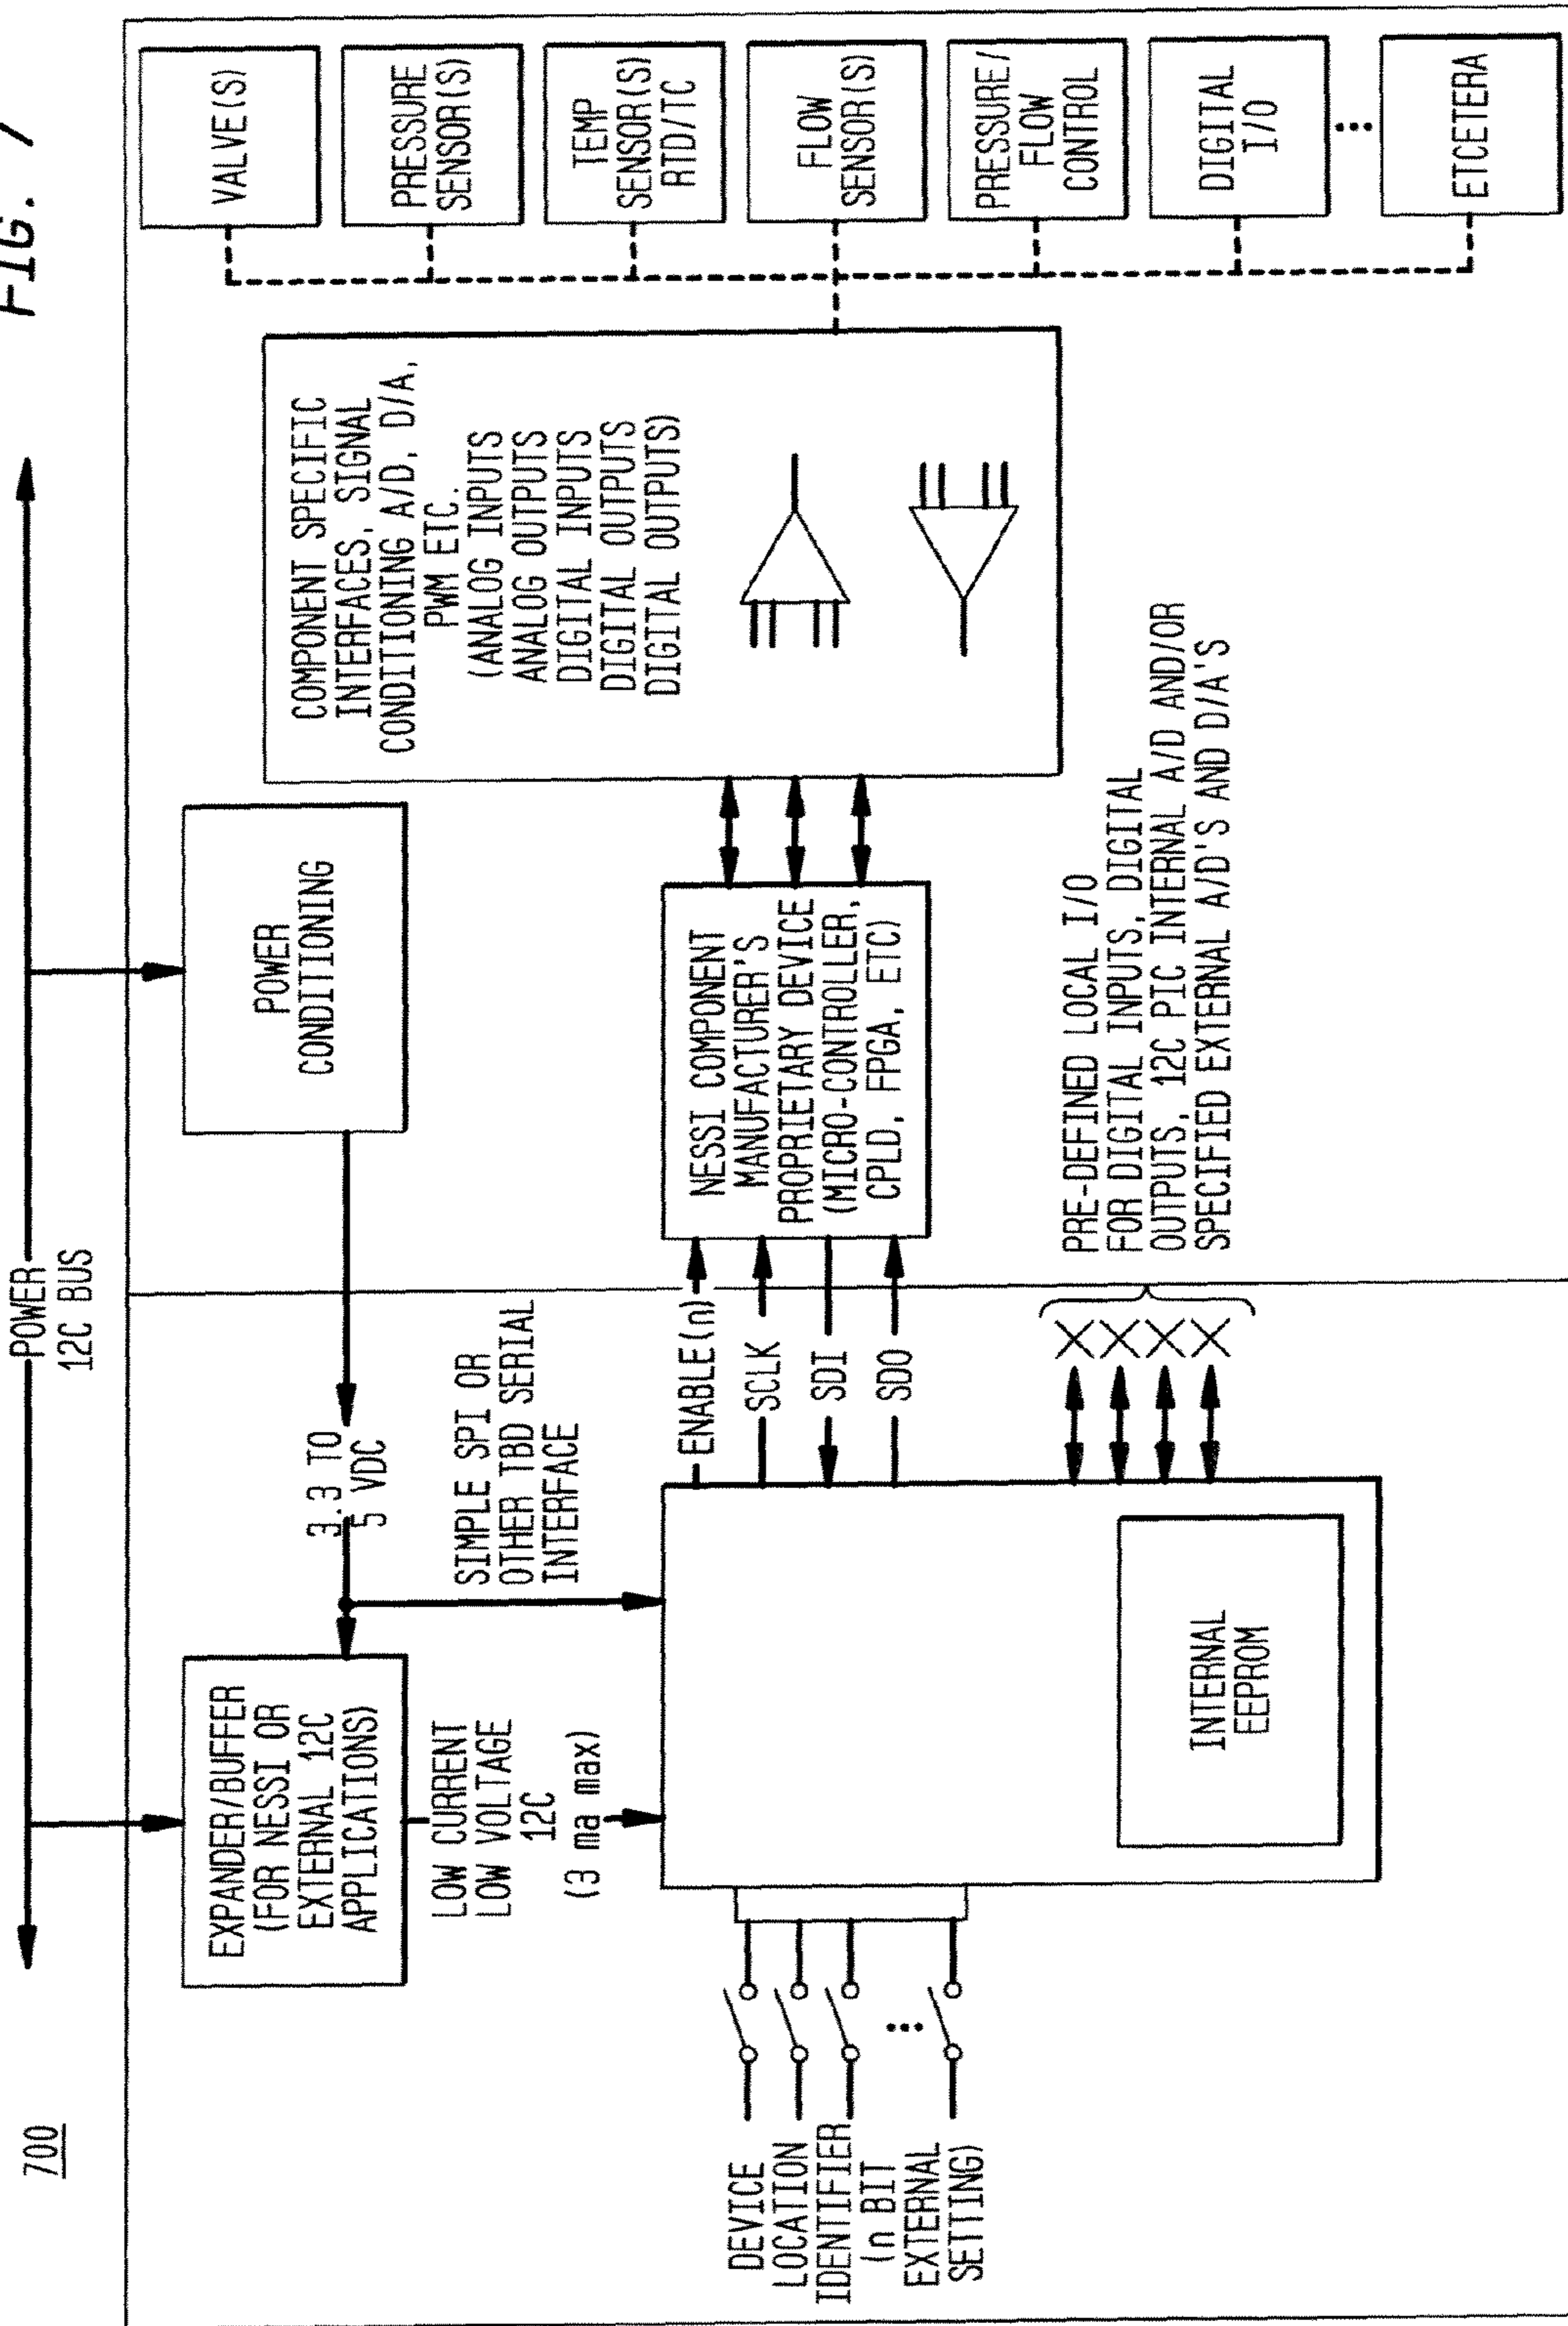 FIG. 7
700
POWER
12C BUS
EXPANDER/BUFFER
(FOR NESSI OR
EXTERNAL 12C
APPLICATIONS)
3.3 TO
5 VDC
POWER
CONDITIONING
LOW CURRENT
LOW VOLTAGE
12C
(3 ma max)
SIMPLE SPI OR
OTHER TBD SERIAL
INTERFACE
DEVICE
LOCATION
IDENTIFIER
(n BIT
EXTERNAL
SETTING)
INTERNAL
EEPROM
ENABLE(n)
SCLK
SDI
SDO
NESSI COMPONENT
MANUFACTURER'S
PROPRIETARY DEVICE
(MICRO-CONTROLLER,
CPLD, FPGA, ETC)
PRE-DEFINED LOCAL I/O
FOR DIGITAL INPUTS, DIGITAL
OUTPUTS, 12C PIC INTERNAL A/D AND/OR
SPECIFIED EXTERNAL A/D'S AND D/A'S
COMPONENT SPECIFIC
INTERFACES, SIGNAL
CONDITIONING A/D, D/A,
PWM ETC.
(ANALOG INPUTS
ANALOG OUTPUTS
DIGITAL INPUTS
DIGITAL OUTPUTS
DIGITAL OUTPUTS)
VALVE(S)
PRESSURE
SENSOR(S)
TEMP
SENSOR(S)
RTD/TC
FLOW
SENSOR(S)
PRESSURE/
FLOW
CONTROL
DIGITAL
I/O
ETCETERA